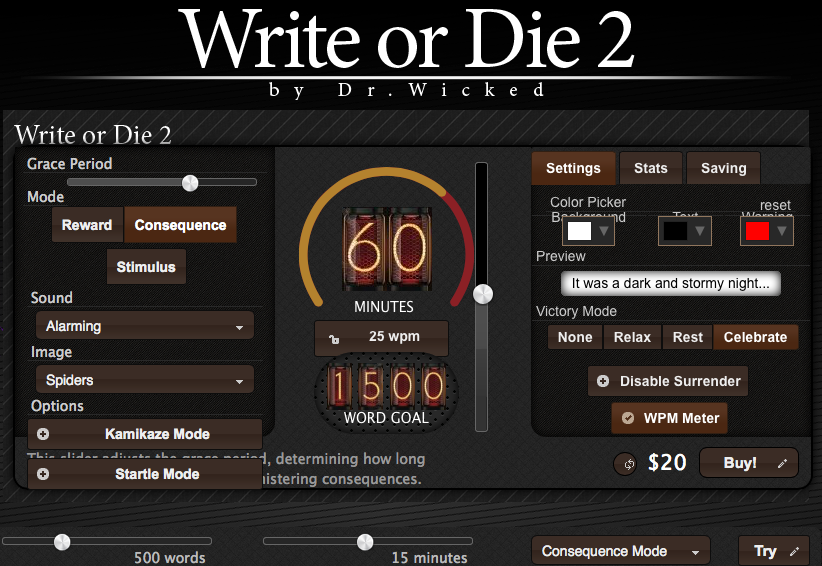 Write or Die 2
by Dr.Wicked
Write or Die 2
Grace Period
Mode
Reward
Consequence
Stimulus
Sound
Alarming
Image
Spiders
Options
Kamikaze Mode
Startle Mode
This slider adjusts the grace period, determining how long
istering consequences.
60
MINUTES
25 wpm
1500
WORD GOAL
Settings
Stats
Saving
Color Picker
reset
Background
Text
Warning
Preview
It was a dark and stormy night...
Victory Mode
None
Relax
Rest
Celebrate
Disable Surrender
WPM Meter
$20
Buy!
500 words
15 minutes
Consequence Mode
Try